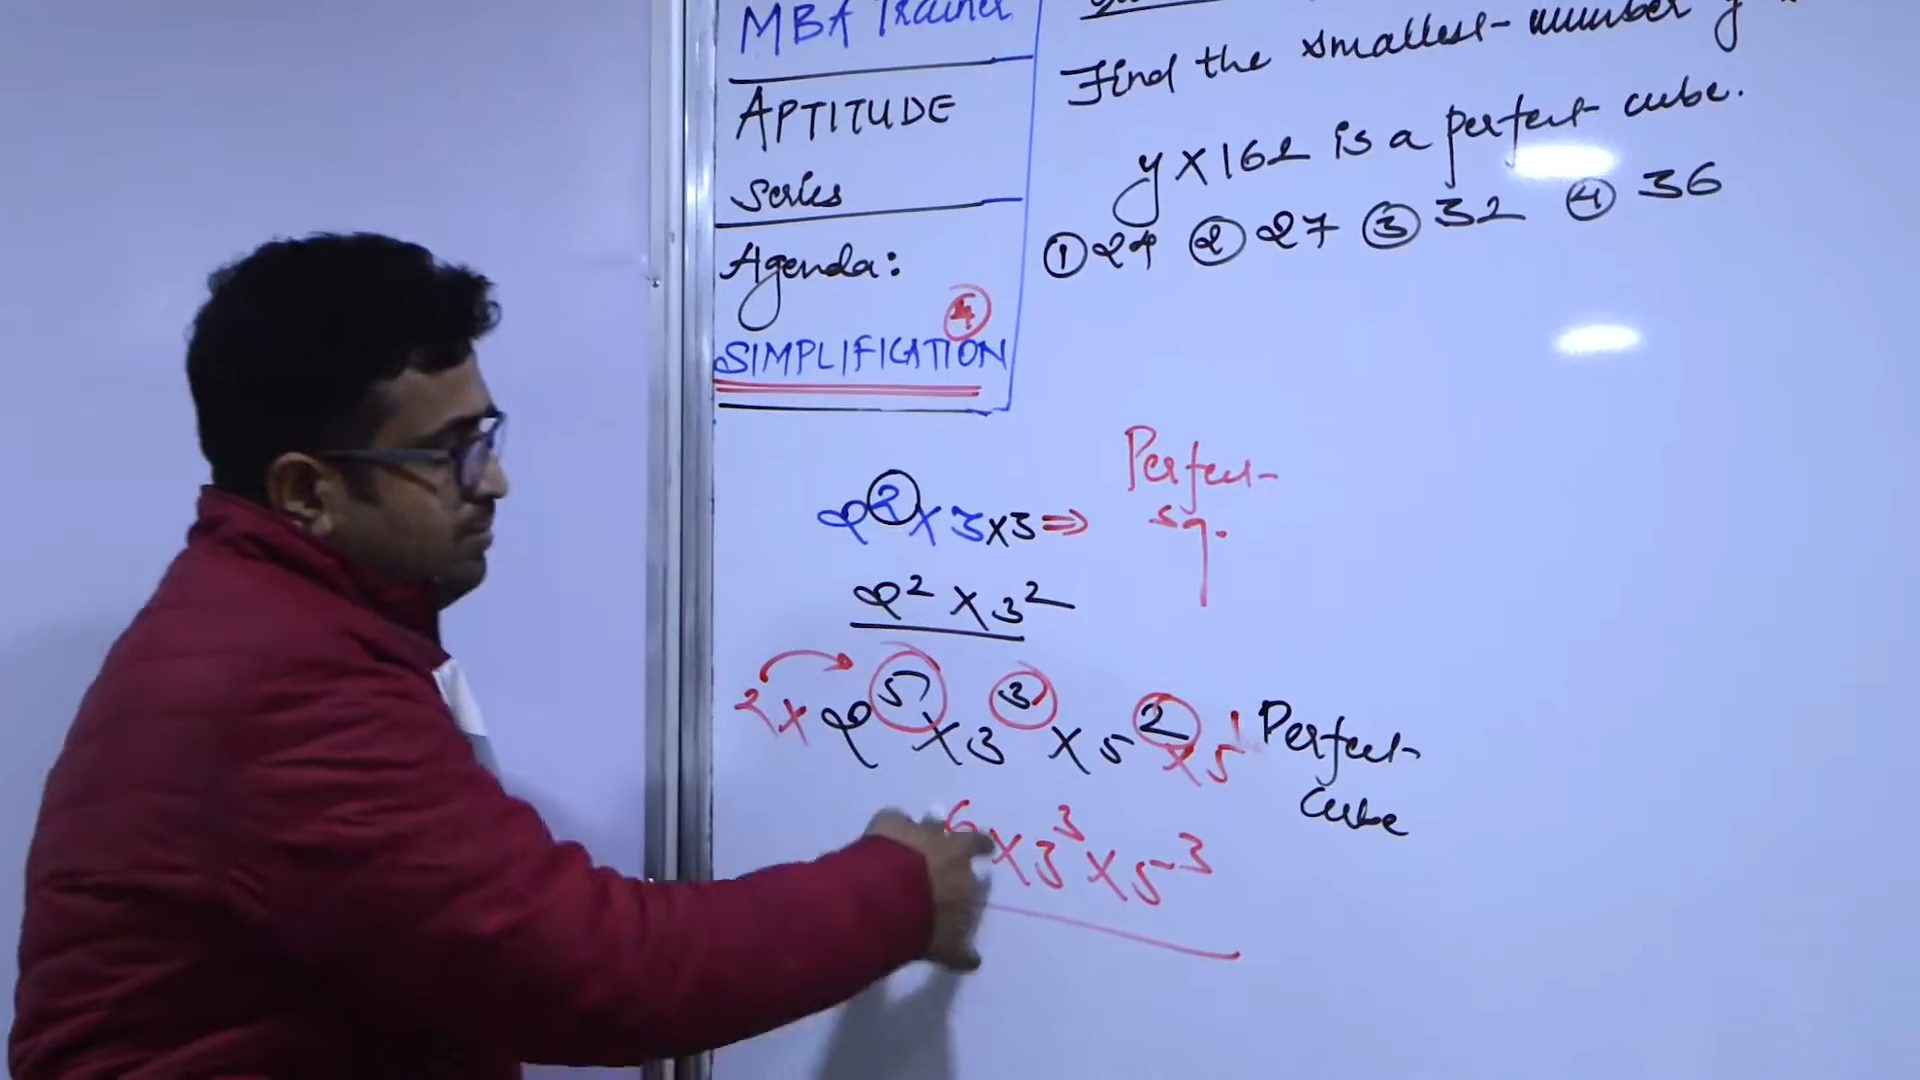 MBA Trainer
APTITUDE
Series
Agenda:
4
SIMPLIFICATION
Find the smallest number y
y × 162 is a perfect cube.
① 24 ② 27 ③ 32 ④ 36
2² × 3 × 3 ⇒ Perfect
sq.
2² × 3²
2 × 2⁵ × 3³ × 5² × 5¹ Perfect
Cube
⁶ × 3³ × 5³